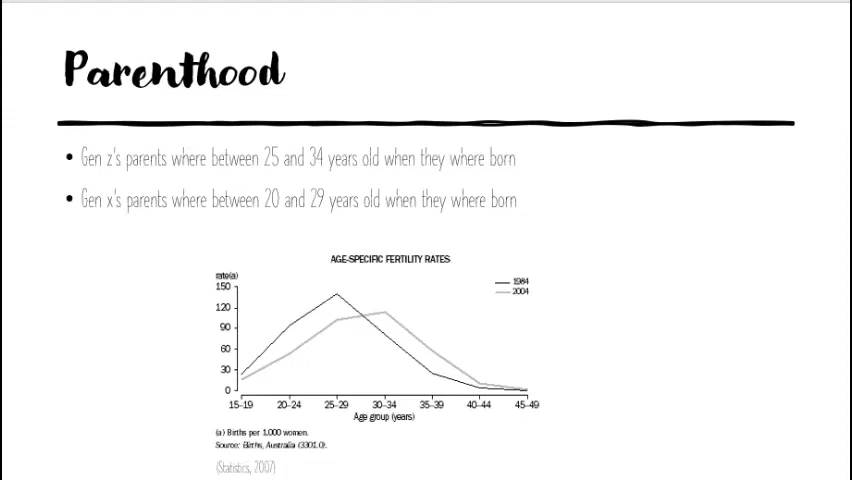 Parenthood
• Gen z's parents where between 25 and 34 years old when they where born
• Gen x's parents where between 20 and 29 years old when they where born
AGE-SPECIFIC FERTILITY RATES
rate(a)
150
120
90
60
30
0
1984
2004
15–19 20–24 25–29 30–34 35–39 40–44 45–49
Age group (years)
(a) Births per 1,000 women.
Source: Births, Australia (3301.0).
(Statistics, 2007)